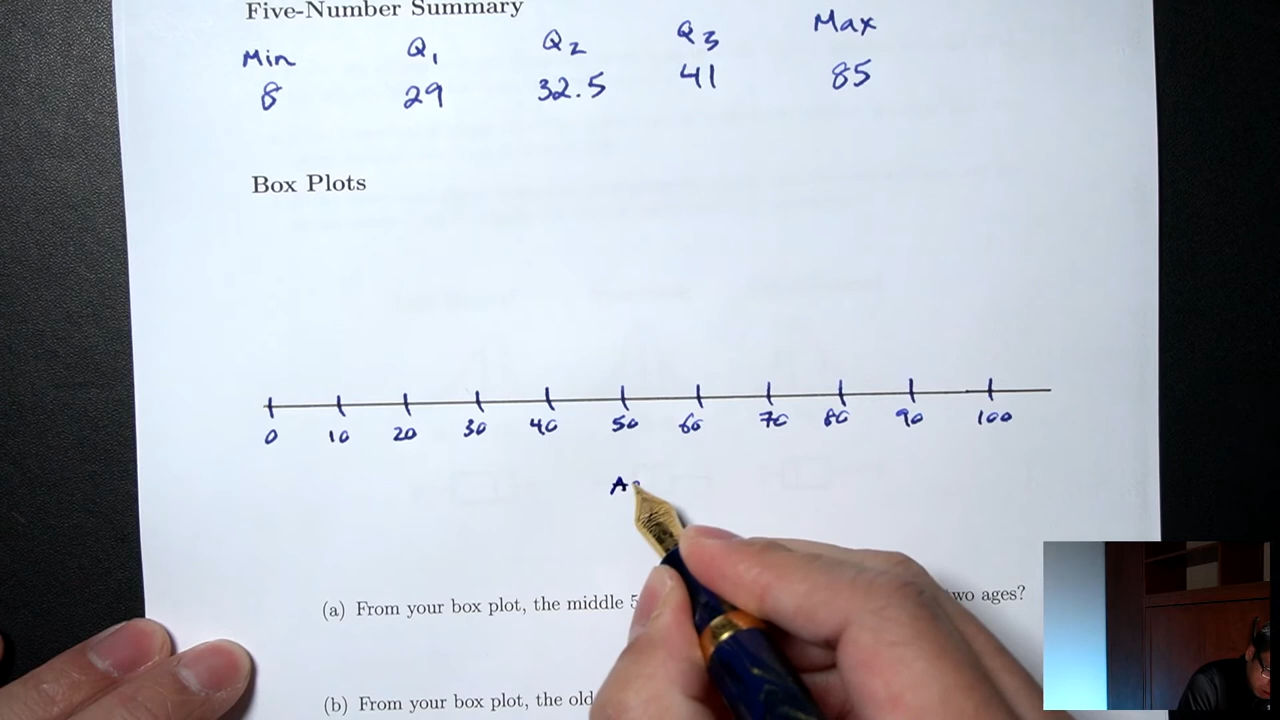 Five-Number Summary
Min Q1 Q2 Q3 Max
8 29 32.5 41 85
Box Plots
0 10 20 30 40 50 60 70 80 90 100
(a) From your box plot, the middle 5 ages?
(b) From your box plot, the old